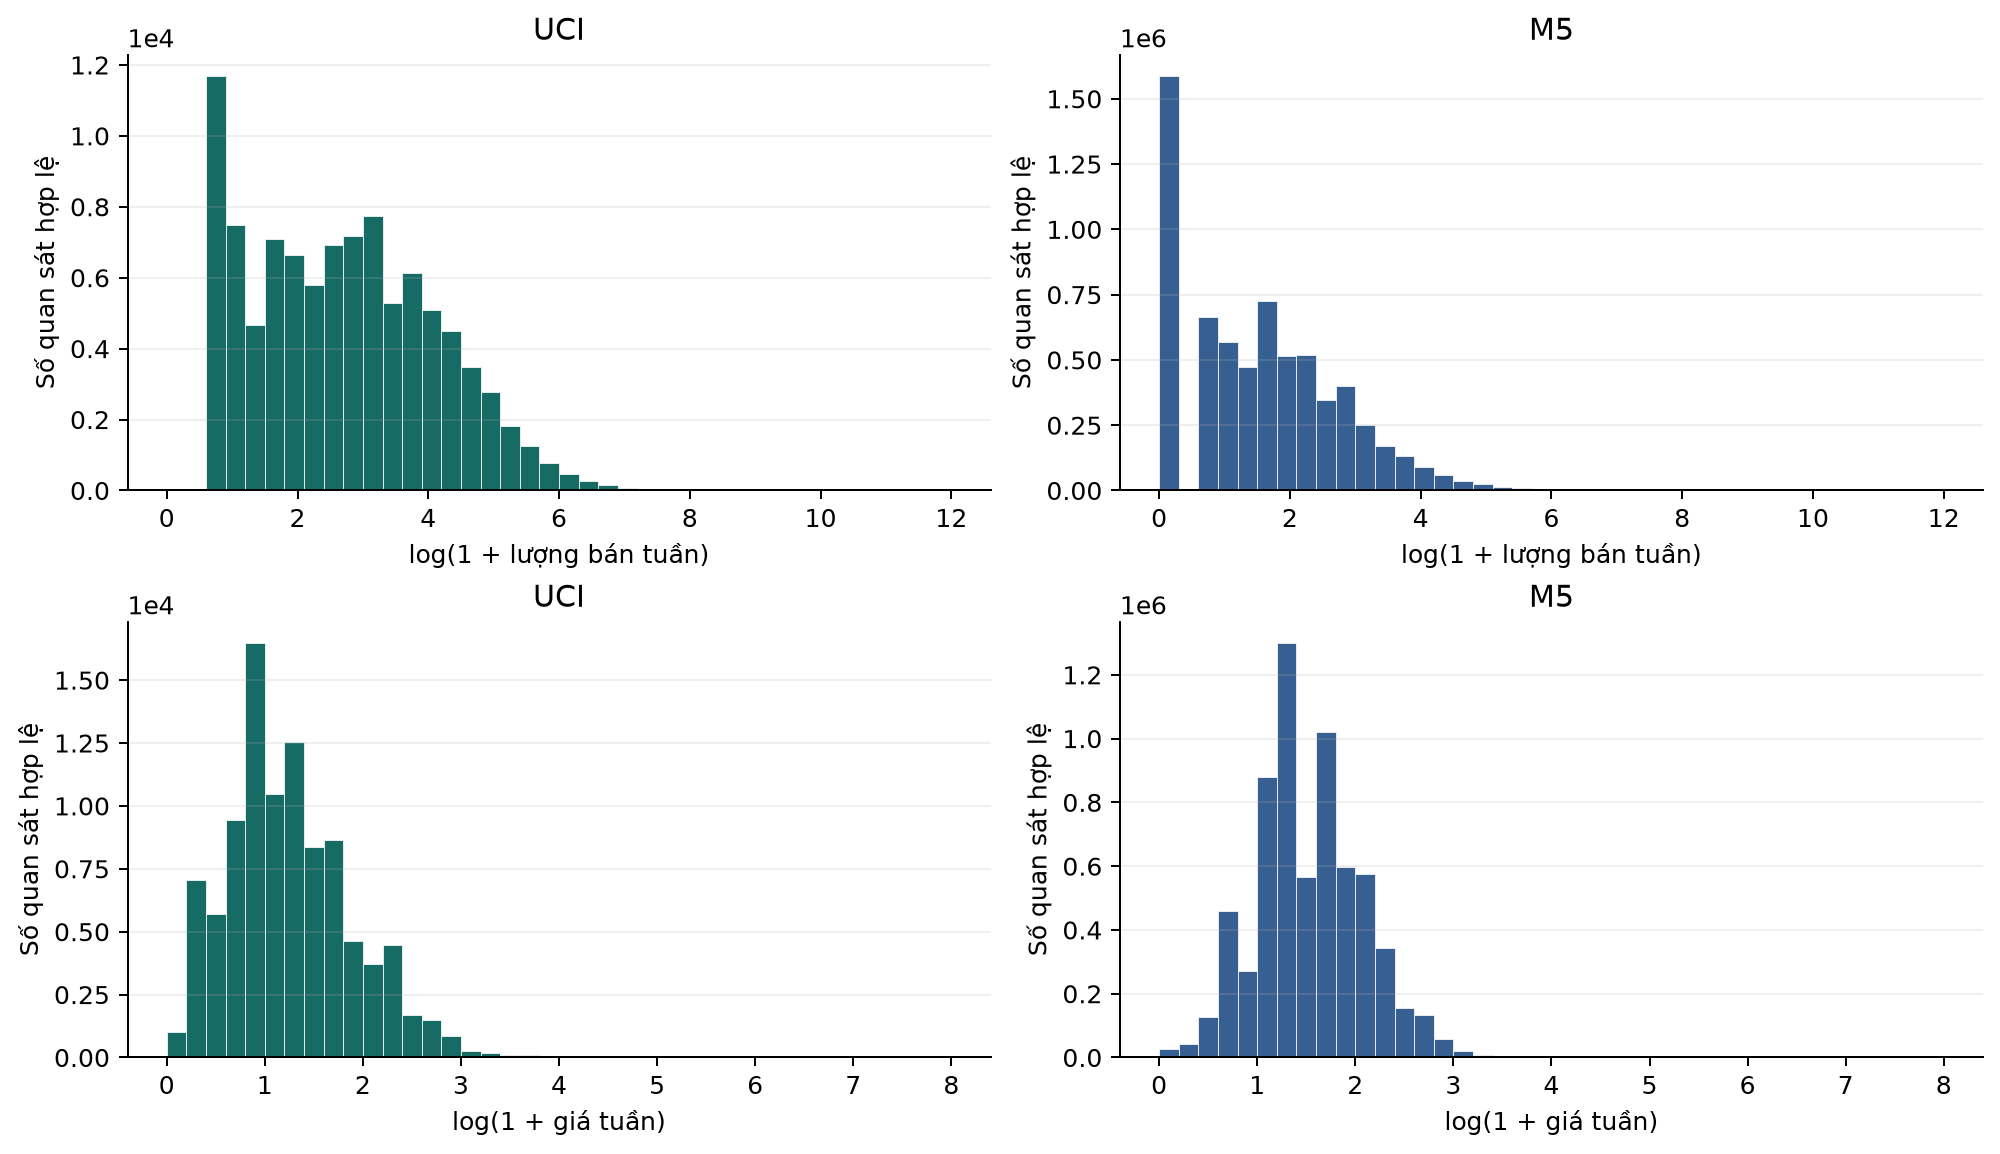 UCI
1e4
1.2
1.0
0.8
0.6
0.4
0.2
0.0
Số quan sát hợp lệ
0 2 4 6 8 10 12
log(1 + lượng bán tuần)
M5
1e6
1.50
1.25
1.00
0.75
0.50
0.25
0.00
Số quan sát hợp lệ
0 2 4 6 8 10 12
log(1 + lượng bán tuần)
UCI
1e4
1.50
1.25
1.00
0.75
0.50
0.25
0.00
Số quan sát hợp lệ
0 1 2 3 4 5 6 7 8
log(1 + giá tuần)
M5
1e6
1.2
1.0
0.8
0.6
0.4
0.2
0.0
Số quan sát hợp lệ
0 1 2 3 4 5 6 7 8
log(1 + giá tuần)